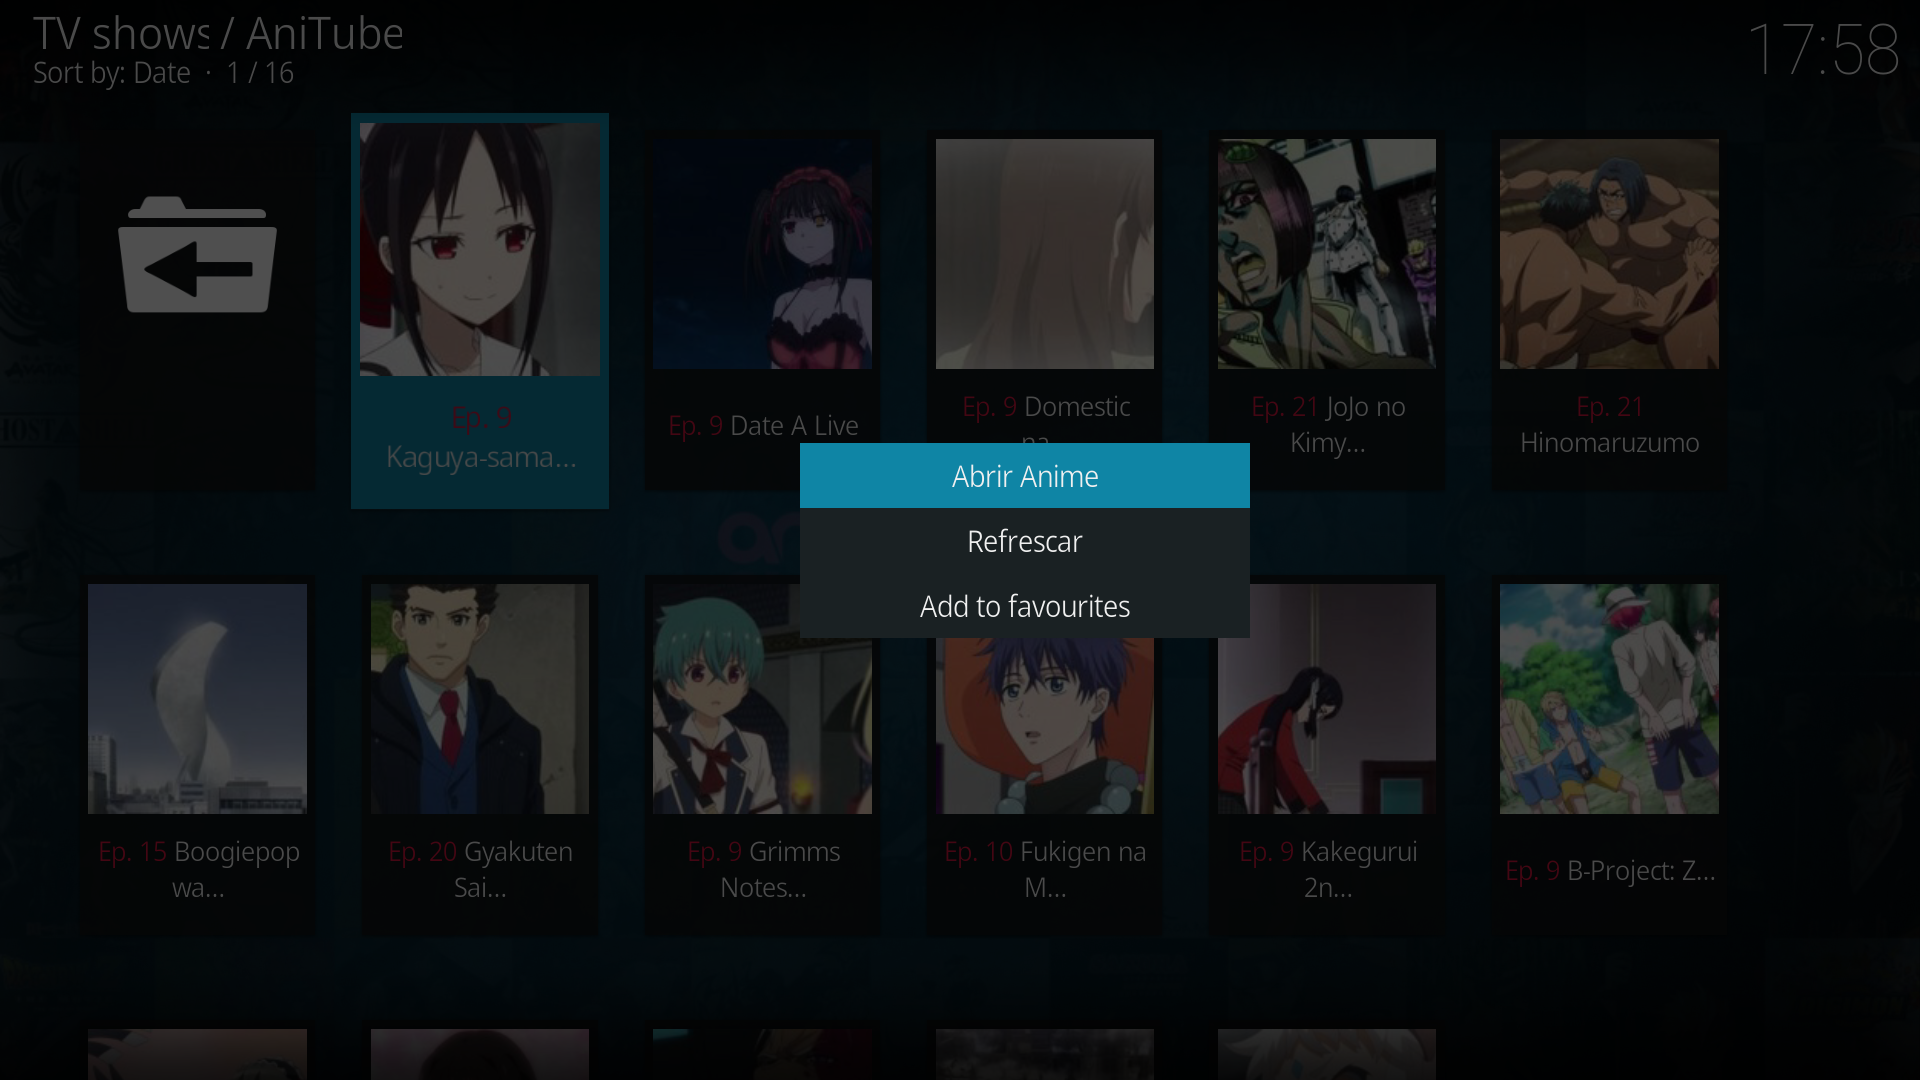 TV shows / AniTube
Sort by: Date · 1 / 16
17:58
Ep. 9
Kaguya-sama...
Ep. 9 Date A Live
Ep. 9 Domestic
na...
Ep. 21 JoJo no
Kimy...
Ep. 21
Hinomaruzumo
Abrir Anime
Refrescar
Add to favourites
Ep. 15 Boogiepop
wa...
Ep. 20 Gyakuten
Sai...
Ep. 9 Grimms
Notes...
Ep. 10 Fukigen na
M...
Ep. 9 Kakegurui
2n...
Ep. 9 B-Project: Z...